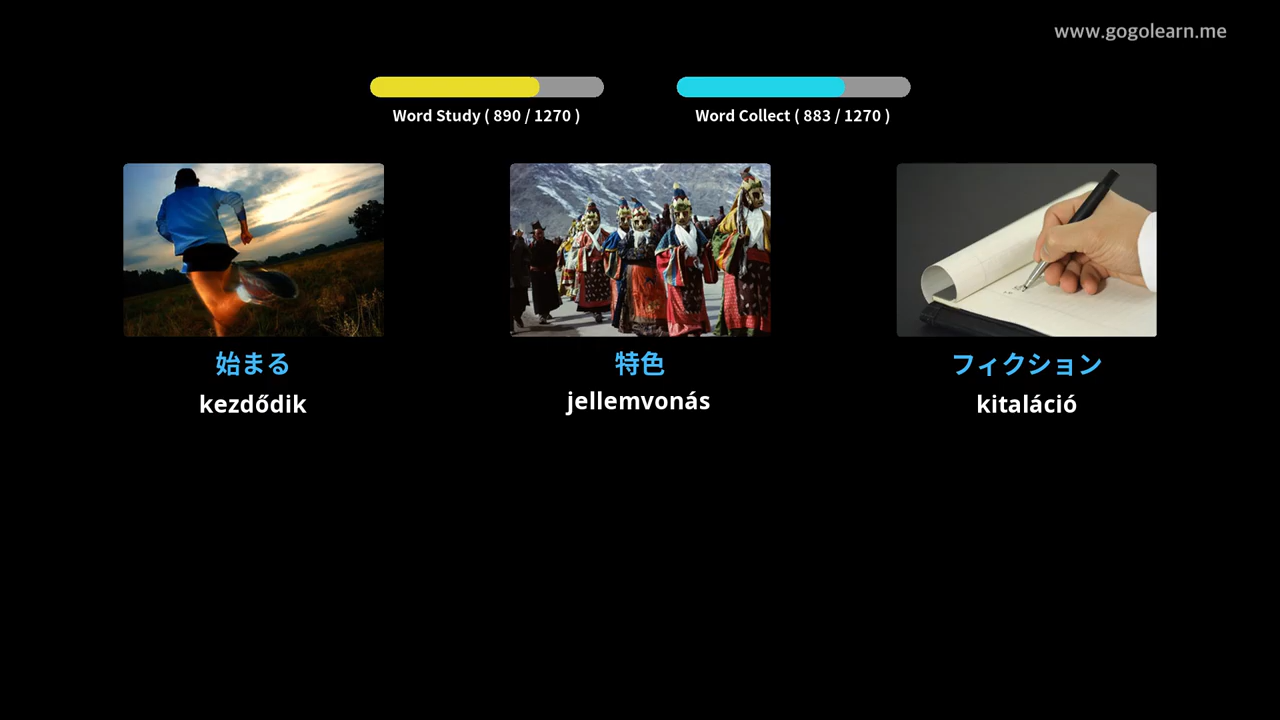 www.gogolearn.me
Word Study ( 890 / 1270 )
Word Collect ( 883 / 1270 )
始まる
kezdődik
特色
jellemvonás
フィクション
kitaláció